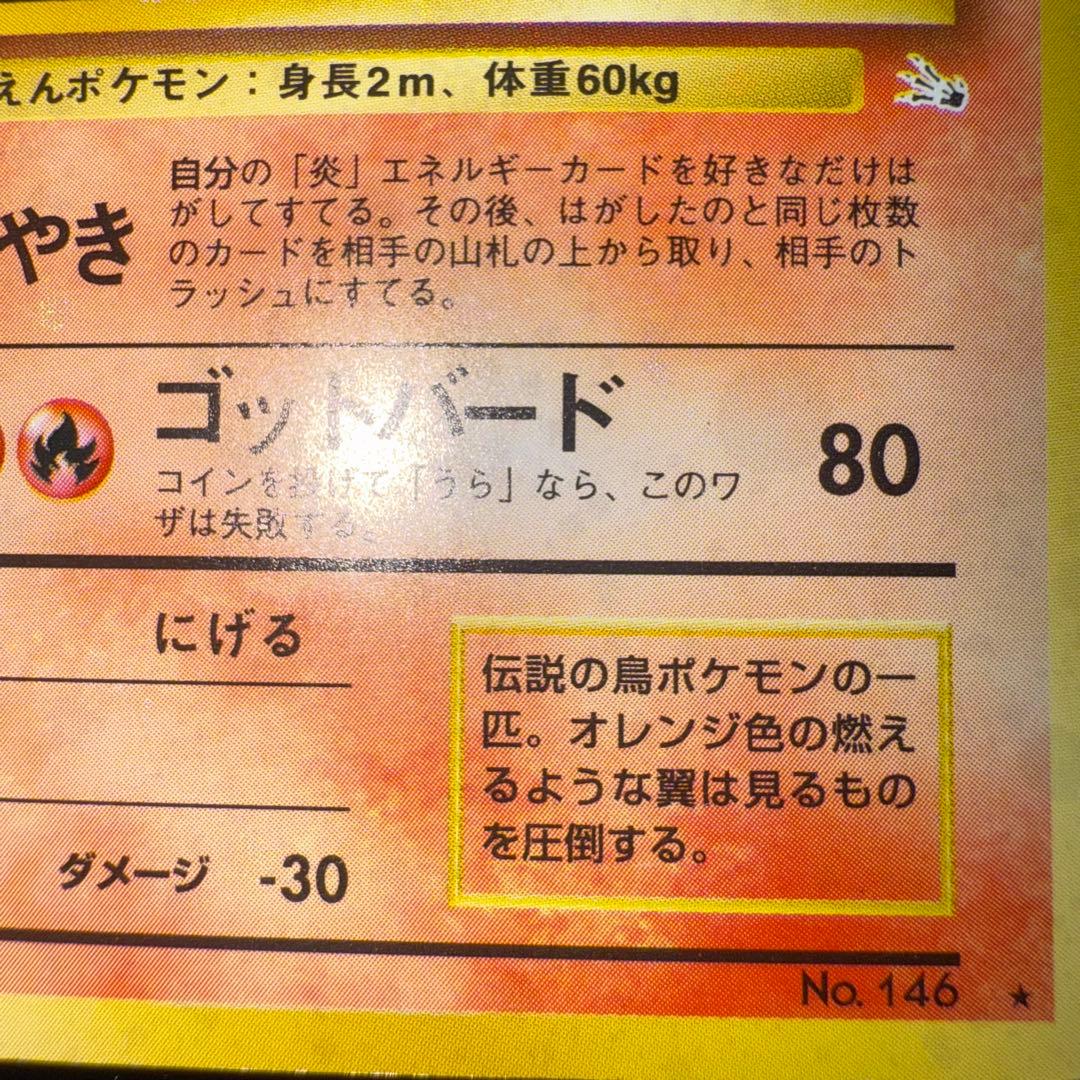 えんポケモン：身長2m、体重60kg
自分の「炎」エネルギーカードを好きなだけは
がしてすてる。その後、はがしたのと同じ枚数
やき
のカードを相手の山札の上から取り、相手のト
ラッシュにすてる。
ゴッドバード
80
コインを投げて「うら」なら、このワ
ザは失敗する。
にげる
伝説の鳥ポケモンの一
匹。オレンジ色の燃え
るような翼は見るもの
を圧倒する。
ダメージ -30
No. 146 ★